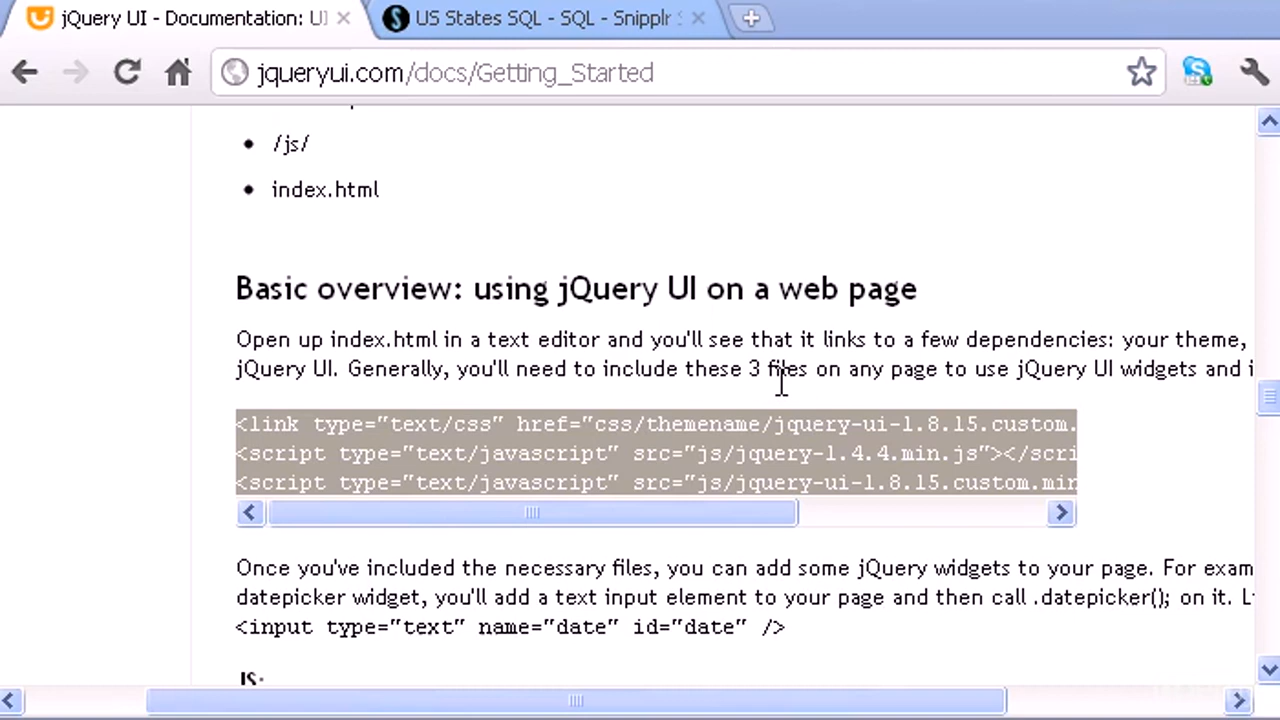 jQuery UI - Documentation: UI
US States SQL - SQL - Snipplr S
jqueryui.com/docs/Getting_Started
/js/
index.html
Basic overview: using jQuery UI on a web page
Open up index.html in a text editor and you'll see that it links to a few dependencies: your theme,
jQuery UI. Generally, you'll need to include these 3 files on any page to use jQuery UI widgets and i
<link type="text/css" href="css/themename/jquery-ui-1.8.15.custom.
<script type="text/javascript" src="js/jquery-1.4.4.min.js"></scri
<script type="text/javascript" src="js/jquery-ui-1.8.15.custom.min
Once you've included the necessary files, you can add some jQuery widgets to your page. For exam
datepicker widget, you'll add a text input element to your page and then call .datepicker(); on it. L
<input type="text" name="date" id="date" />
JS: